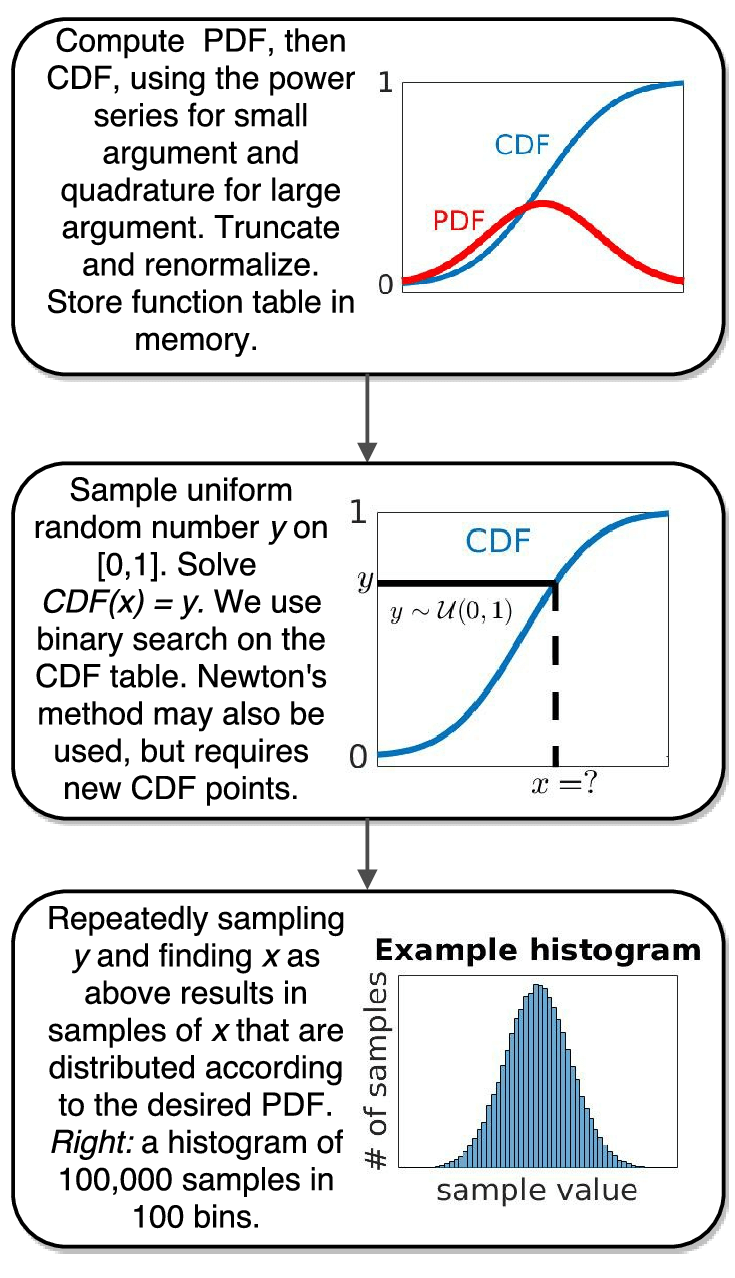 Compute PDF, then
CDF, using the power
series for small
argument and
quadrature for large
argument. Truncate
and renormalize.
Store function table in
memory.
1
CDF
PDF
0
Sample uniform
random number y on
[0,1]. Solve
CDF(x) = y. We use
binary search on the
CDF table. Newton's
method may also be
used, but requires
new CDF points.
1
CDF
y
y ∼ 𝒰(0, 1)
0
x =?
Repeatedly sampling
y and finding x as
above results in
samples of x that are
distributed according
to the desired PDF.
Right: a histogram of
100,000 samples in
100 bins.
Example histogram
# of samples
sample value